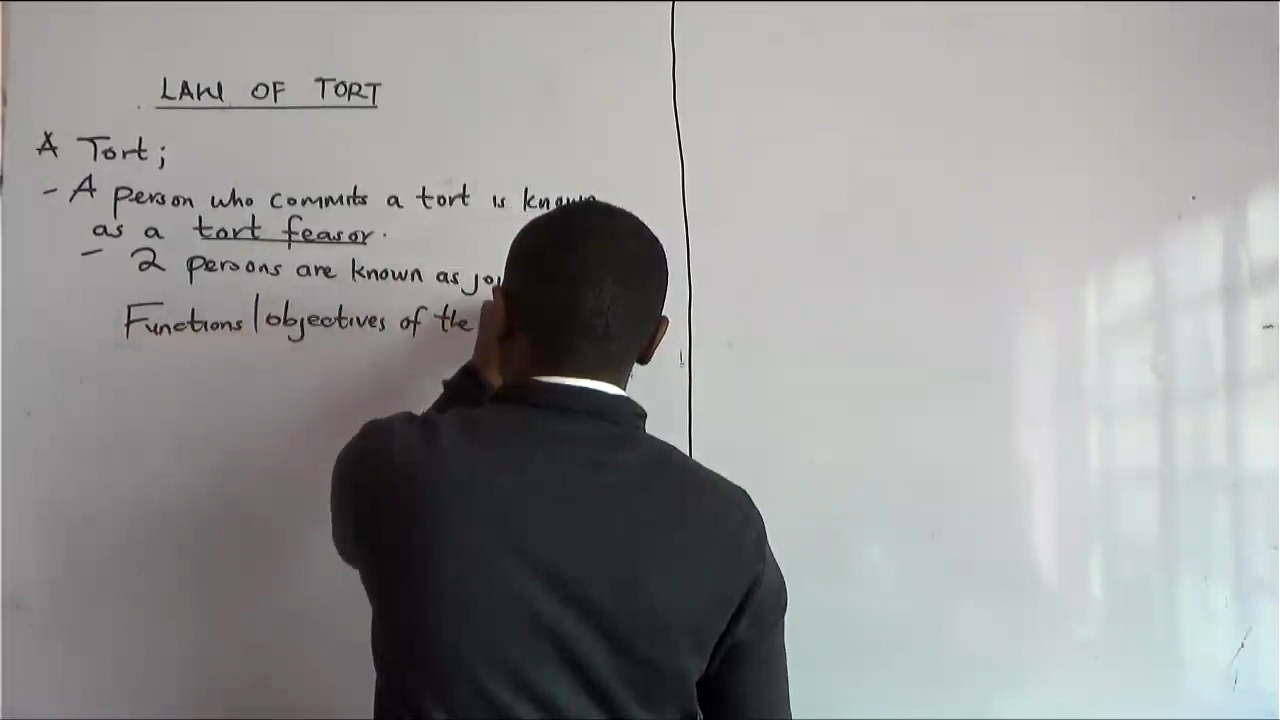 LAW OF TORT
A Tort;
- A person who commits a tort is known
as a tort feasor.
- 2 persons are known as
Functions/objectives of the